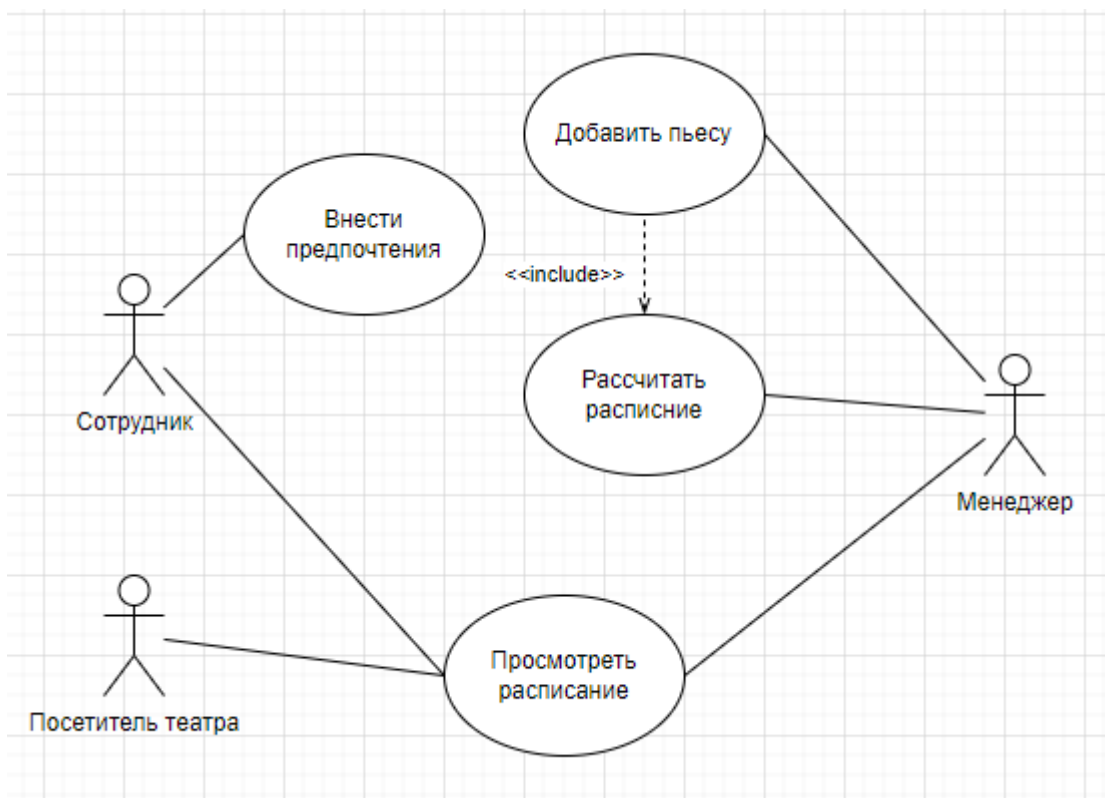 Добавить пьесу
Внести
предпочтения
<<include>>
Рассчитать
расписние
Сотрудник
Менеджер
Просмотреть
расписание
Посетитель театра